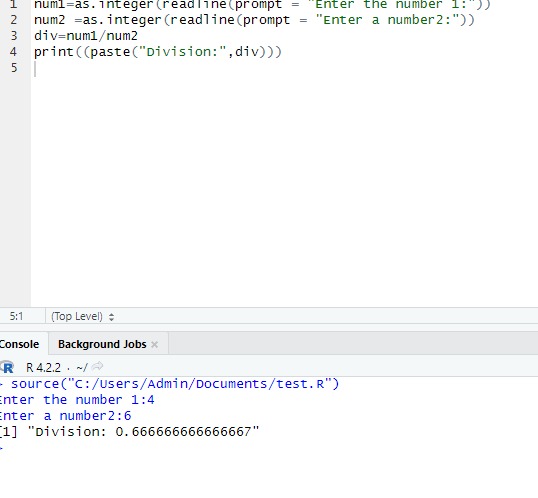 1 num1=as.integer(readline(prompt = "Enter the number 1:"))
2 num2 =as.integer(readline(prompt = "Enter a number2:"))
3 div=num1/num2
4 print((paste("Division:",div)))
5
5:1 (Top Level)
Console Background Jobs
R 4.2.2 · ~/
> source("C:/Users/Admin/Documents/test.R")
Enter the number 1:4
Enter a number2:6
[1] "Division: 0.666666666666667"
>